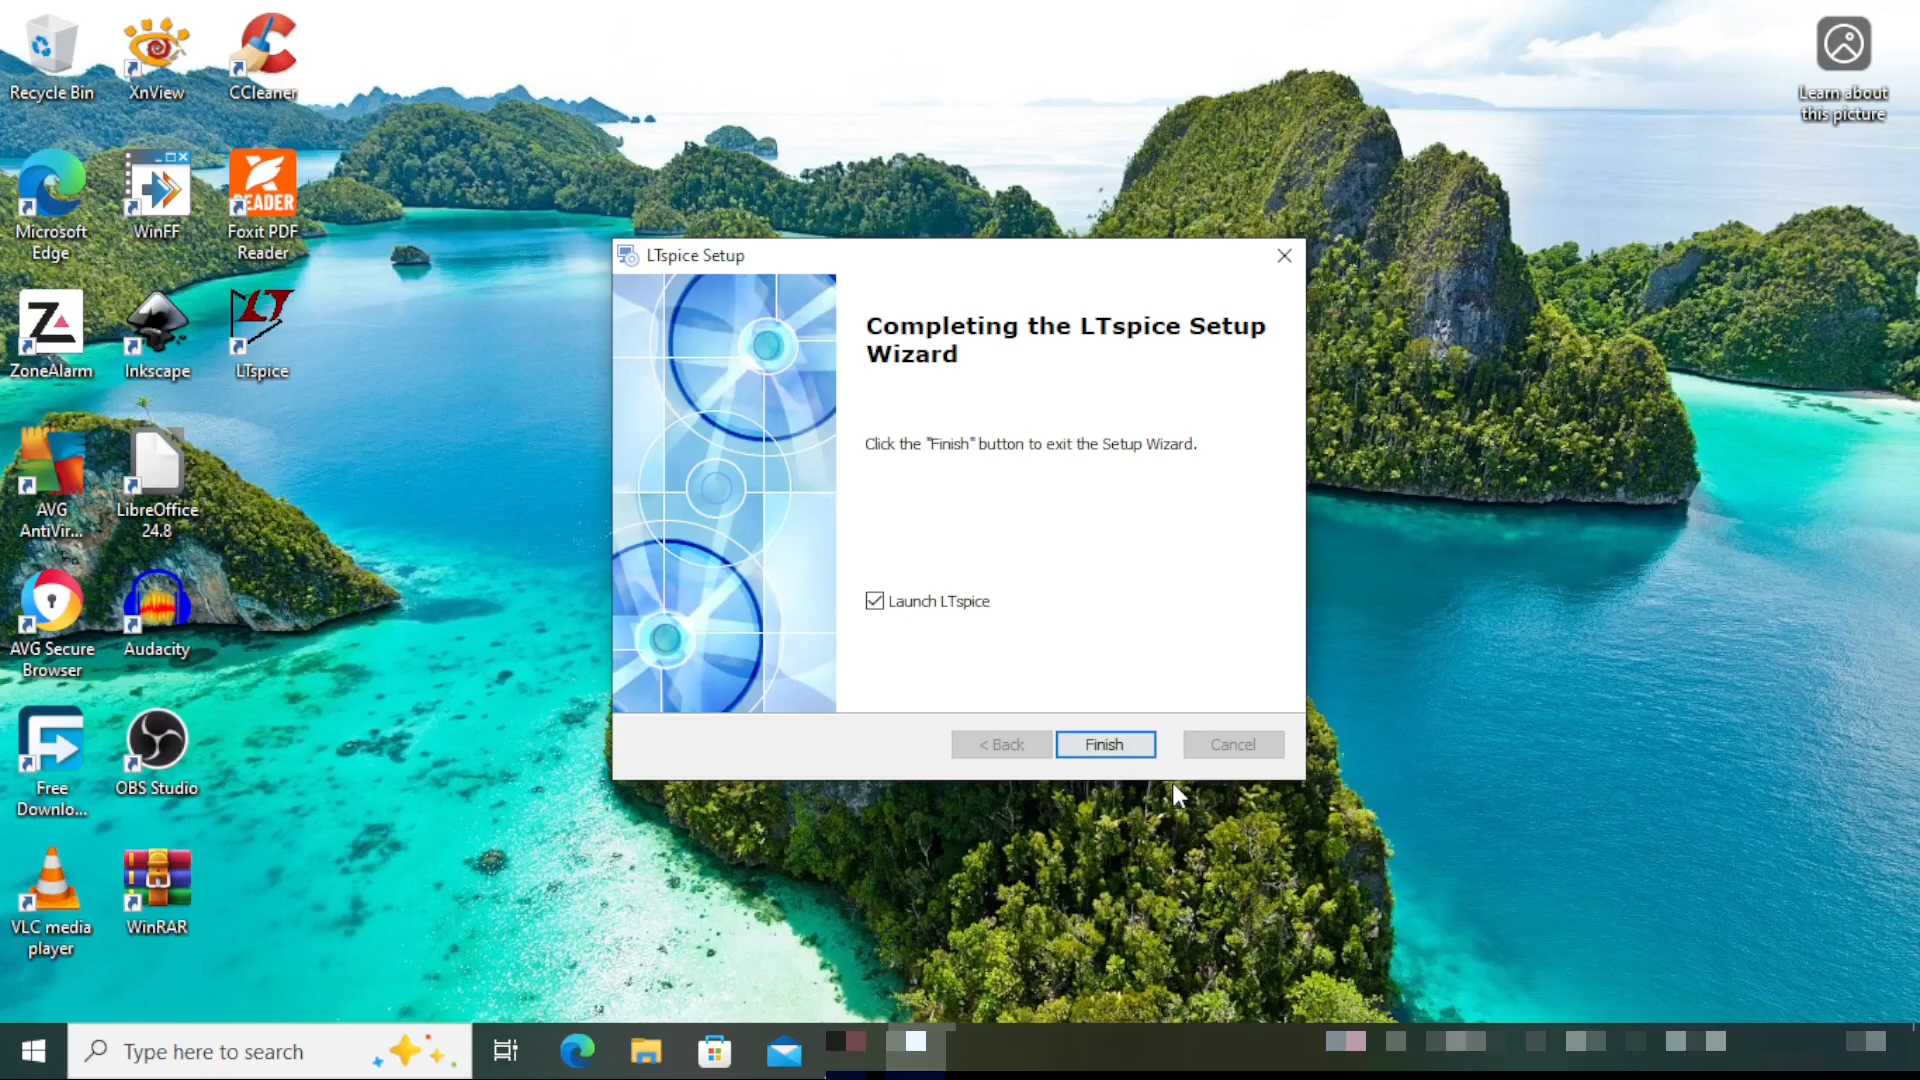 Recycle Bin
XnView
CCleaner
Learn about
this picture
Microsoft
Edge
WinFF
READER
Foxit PDF
Reader
ZoneAlarm
Inkscape
LT
LTspice
AVG
AntiVir...
LibreOffice
24.8
AVG Secure
Browser
Audacity
Free
Downlo...
OBS Studio
VLC media
player
WinRAR
LTspice Setup
Completing the LTspice Setup
Wizard
Click the "Finish" button to exit the Setup Wizard.
Launch LTspice
< Back
Finish
Cancel
Type here to search